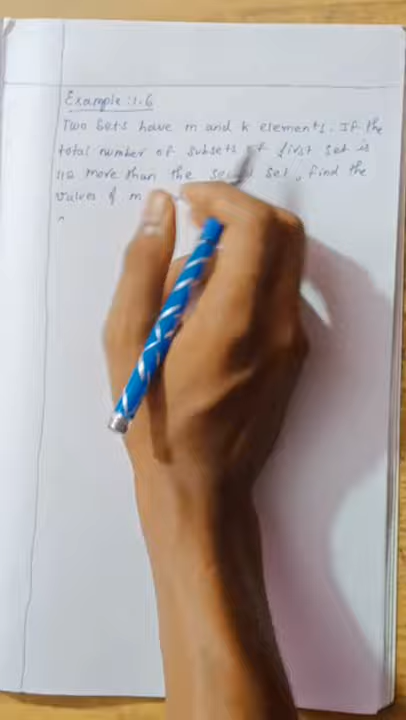 Example : 1.6
Two Sets have m and k elements. If the
total number of subsets of first set is
112 more than the set, find the
values of m